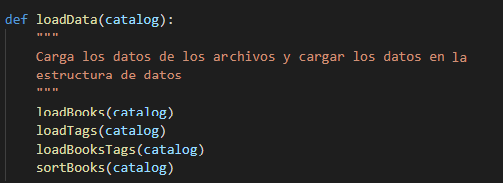 def loadData(catalog):
"""
Carga los datos de los archivos y cargar los datos en la
estructura de datos
"""
loadBooks(catalog)
loadTags(catalog)
loadBooksTags(catalog)
sortBooks(catalog)